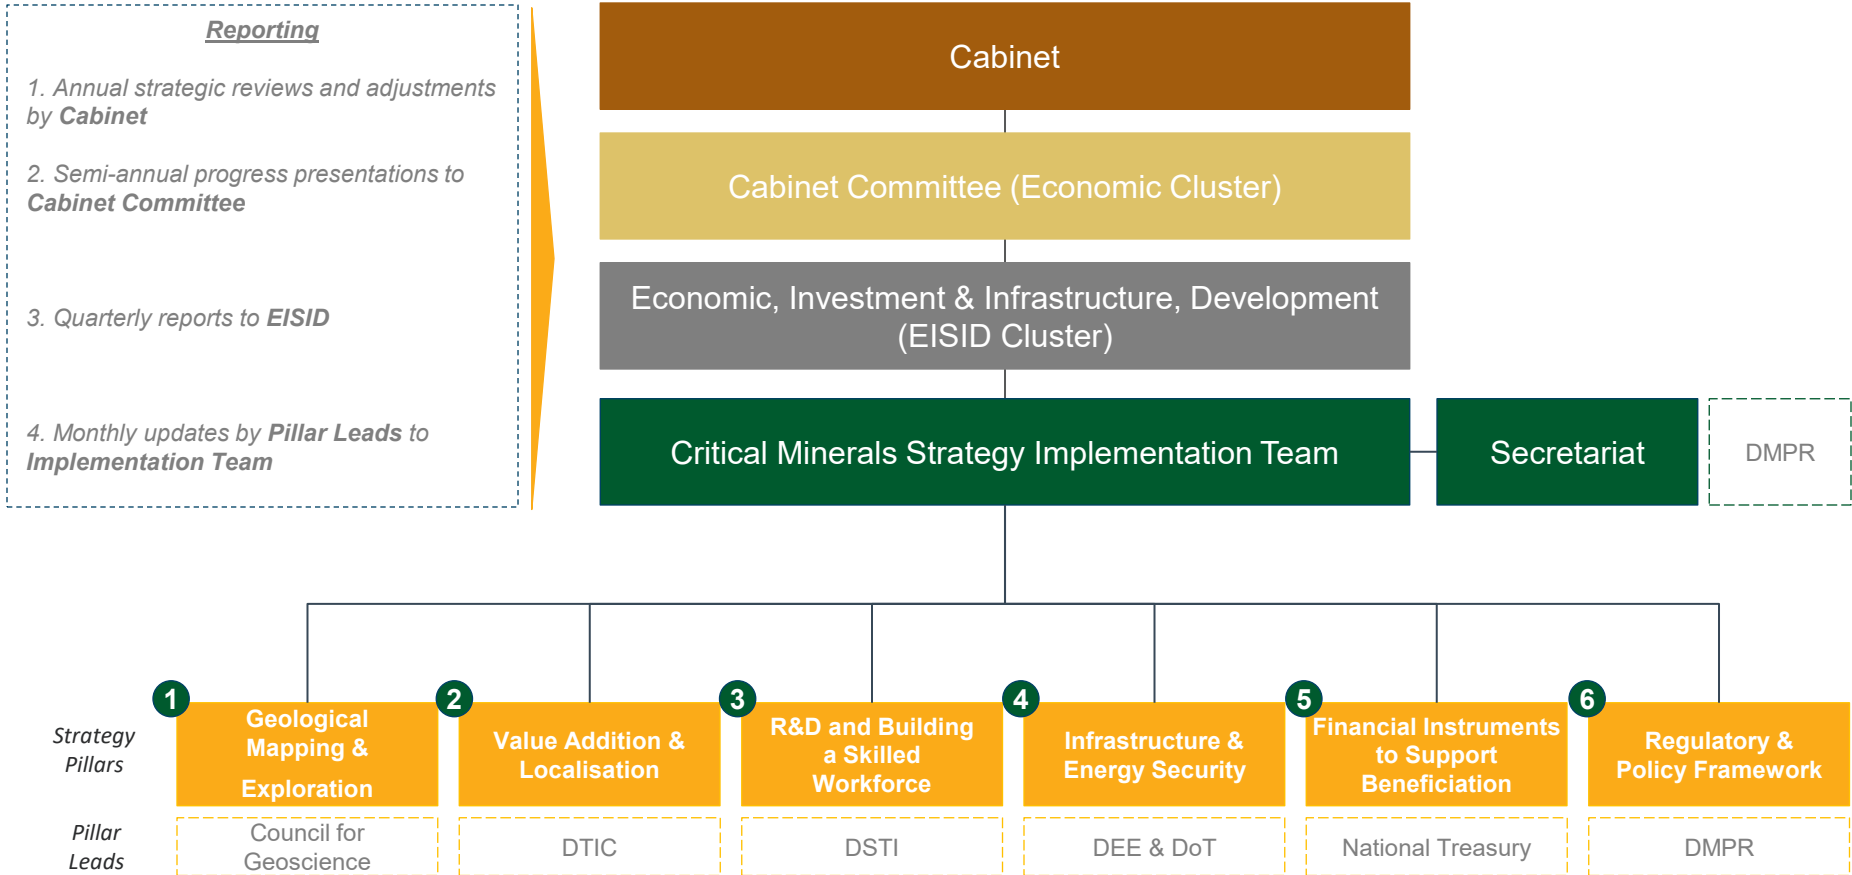 Reporting
1. Annual strategic reviews and adjustments
by Cabinet
2. Semi-annual progress presentations to
Cabinet Committee
3. Quarterly reports to EISID
4. Monthly updates by Pillar Leads to
Implementation Team
Cabinet
Cabinet Committee (Economic Cluster)
Economic, Investment & Infrastructure, Development
(EISID Cluster)
Critical Minerals Strategy Implementation Team
Secretariat
DMPR
Strategy
Pillars
1
Geological
Mapping &
Exploration
2
Value Addition &
Localisation
3
R&D and Building
a Skilled
Workforce
4
Infrastructure &
Energy Security
5
Financial Instruments
to Support
Beneficiation
6
Regulatory &
Policy Framework
Pillar
Leads
Council for
Geoscience
DTIC
DSTI
DEE & DoT
National Treasury
DMPR